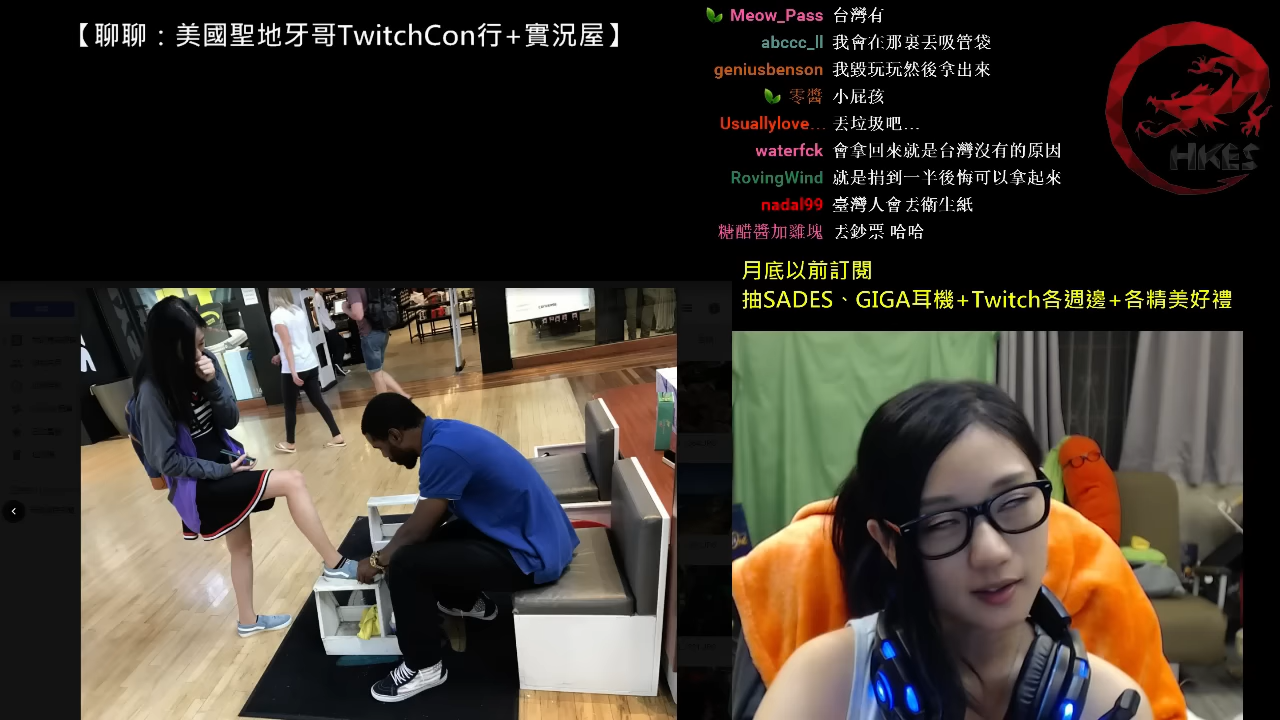 【聊聊：美國聖地牙哥TwitchCon行+實況屋】
Meow_Pass 台灣有
abccc_ll 我會在那裏丟吸管袋
geniusbenson 我毀玩玩然後拿出來
零醬 小屁孩
Usuallylove... 丟垃圾吧...
waterfck 會拿回來就是台灣沒有的原因
RovingWind 就是捐到一半後悔可以拿起來
nadal99 臺灣人會丟衛生紙
糖醋醬加雞塊 丟鈔票 哈哈
HKES
月底以前訂閱
抽SADES、GIGA耳機+Twitch各週邊+各精美好禮